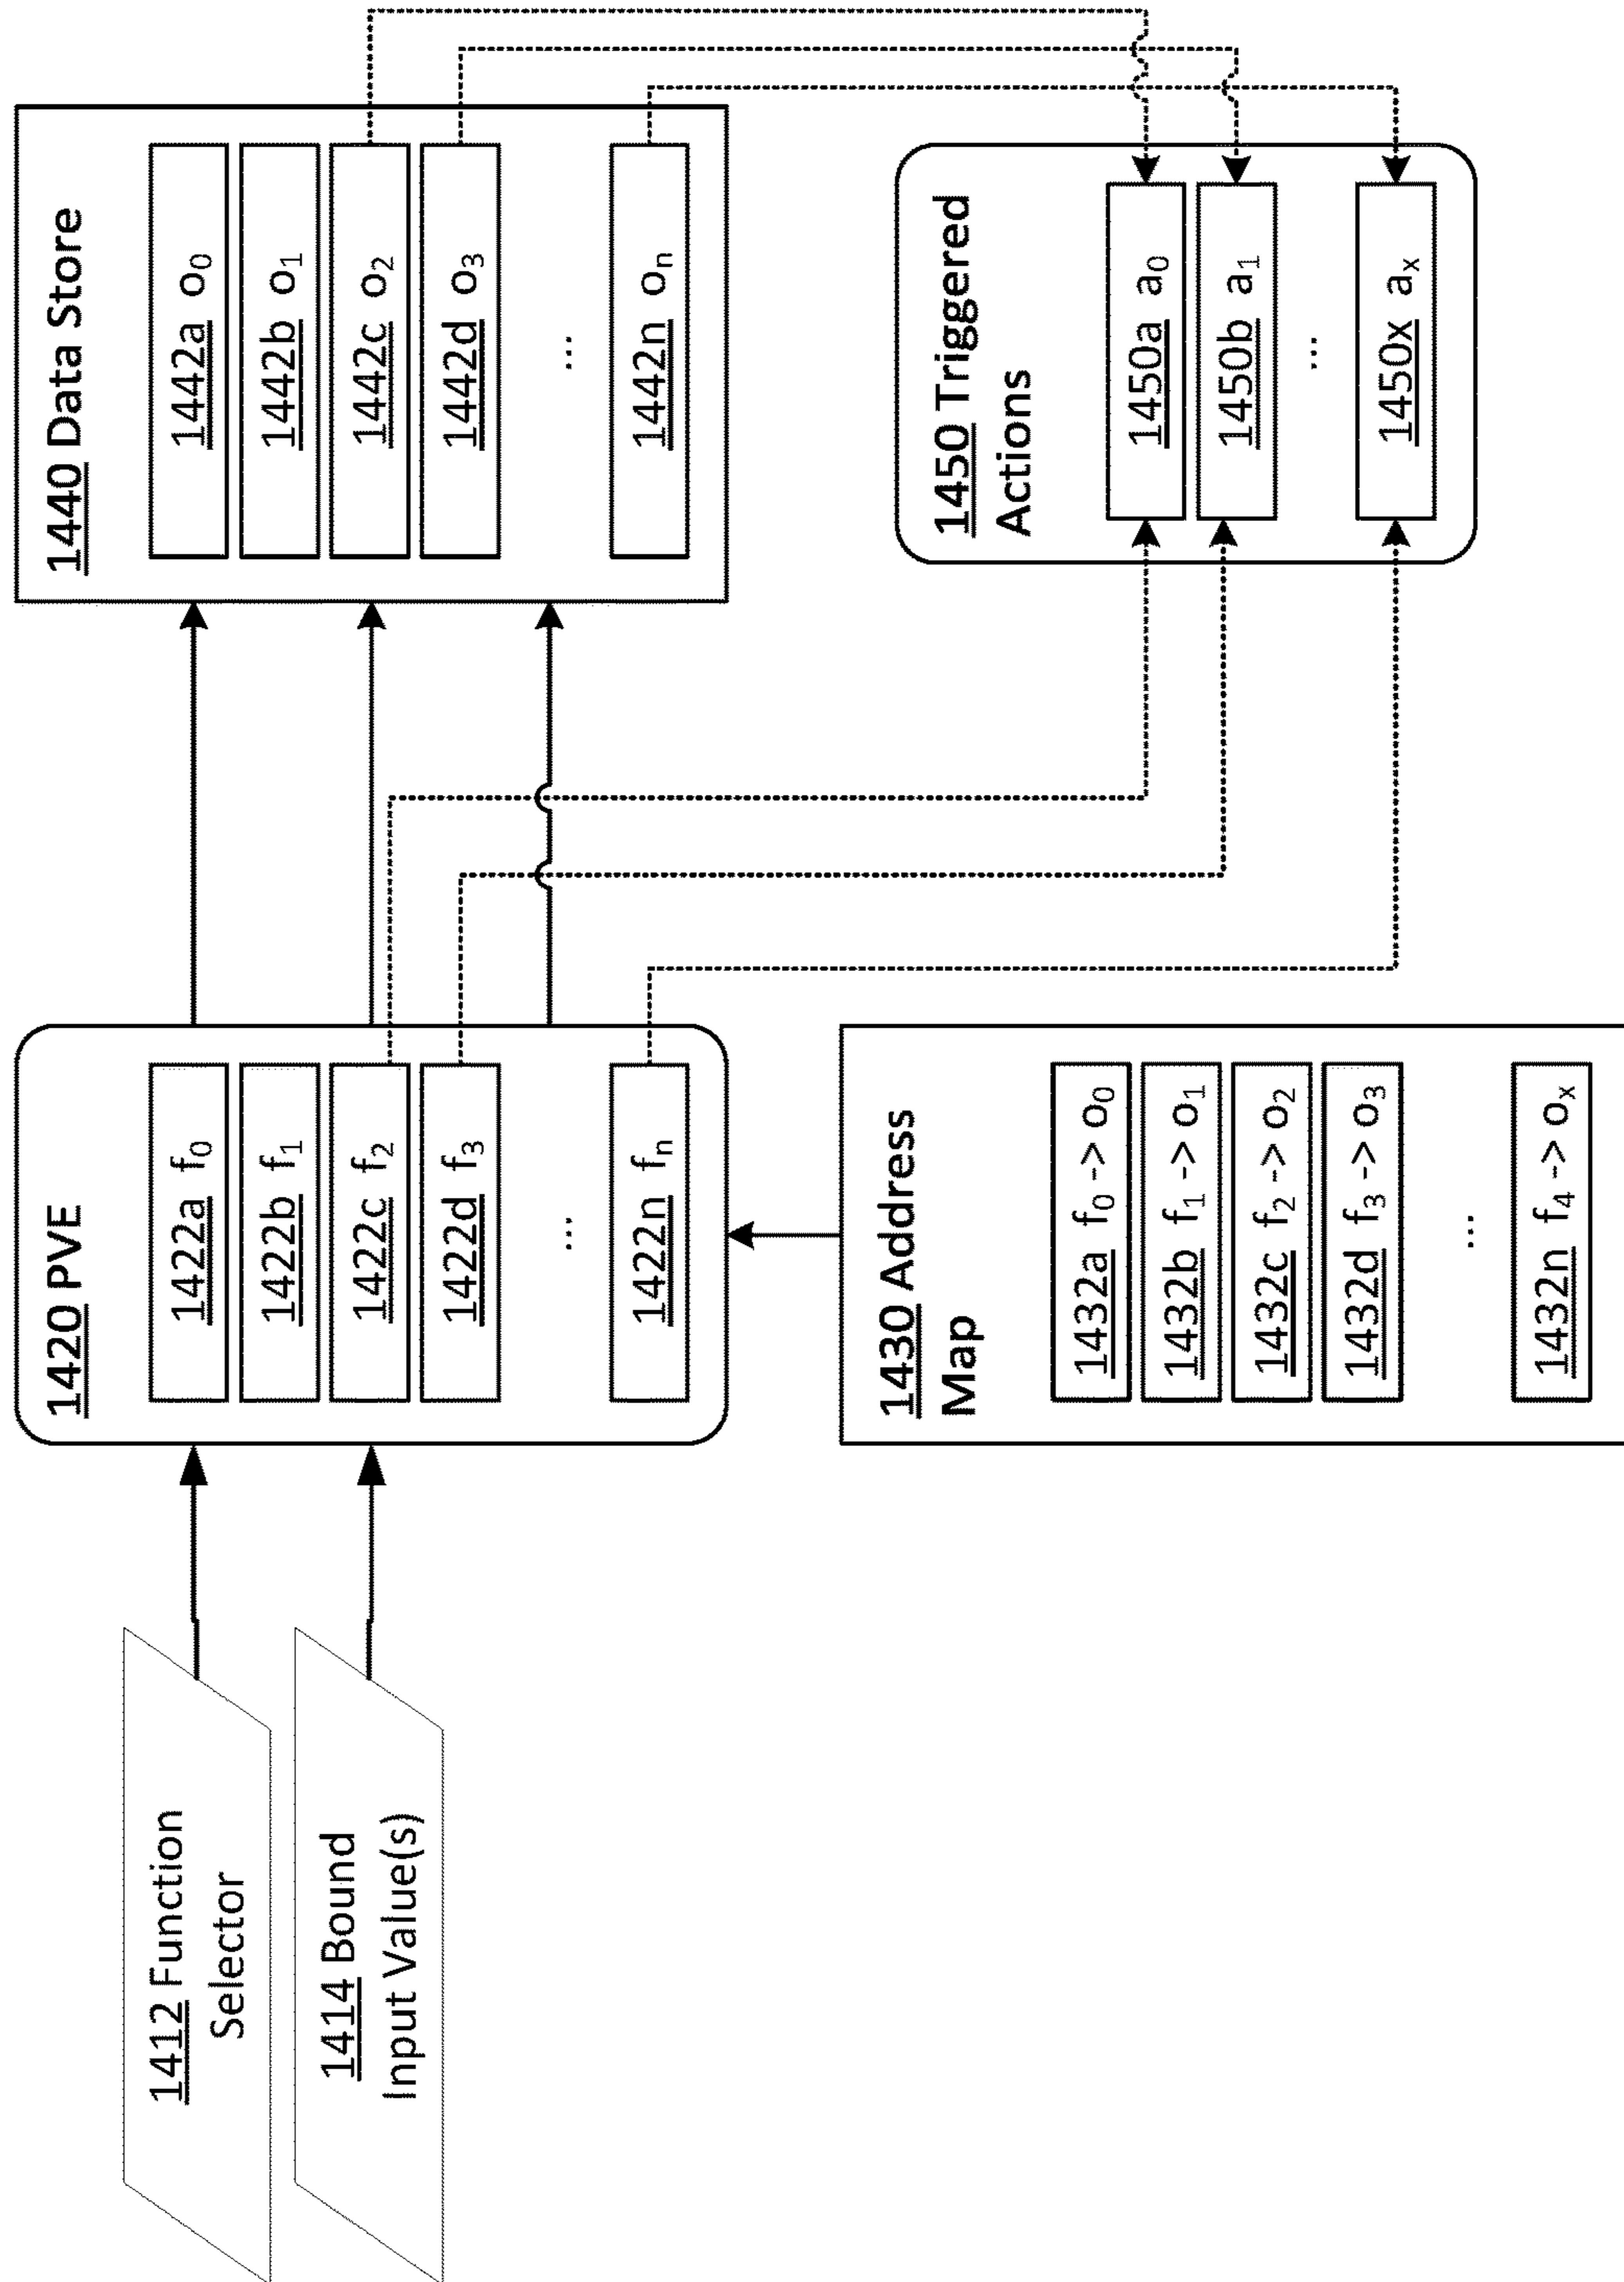 1412 Function
Selector
1414 Bound
Input Value(s)
1420 PVE
1422a f0
1422b f1
1422c f2
1422d f3
...
1422n fn
1430 Address
Map
1432a f0 -> o0
1432b f1 -> o1
1432c f2 -> o2
1432d f3 -> o3
...
1432n f4 -> ox
1440 Data Store
1442a o0
1442b o1
1442c o2
1442d o3
...
1442n on
1450 Triggered
Actions
1450a a0
1450b a1
...
1450x ax